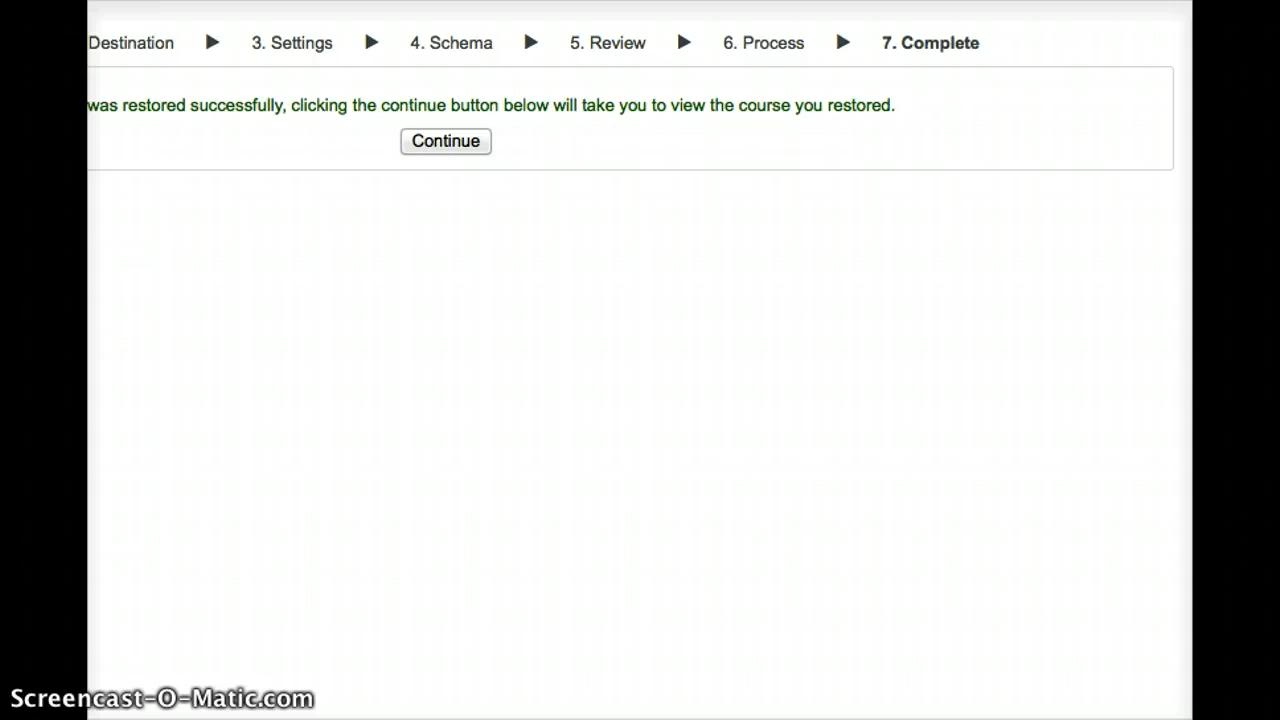 Destination ► 3. Settings ► 4. Schema ► 5. Review ► 6. Process ► 7. Complete
was restored successfully, clicking the continue button below will take you to view the course you restored.
Continue
Screencast-O-Matic.com